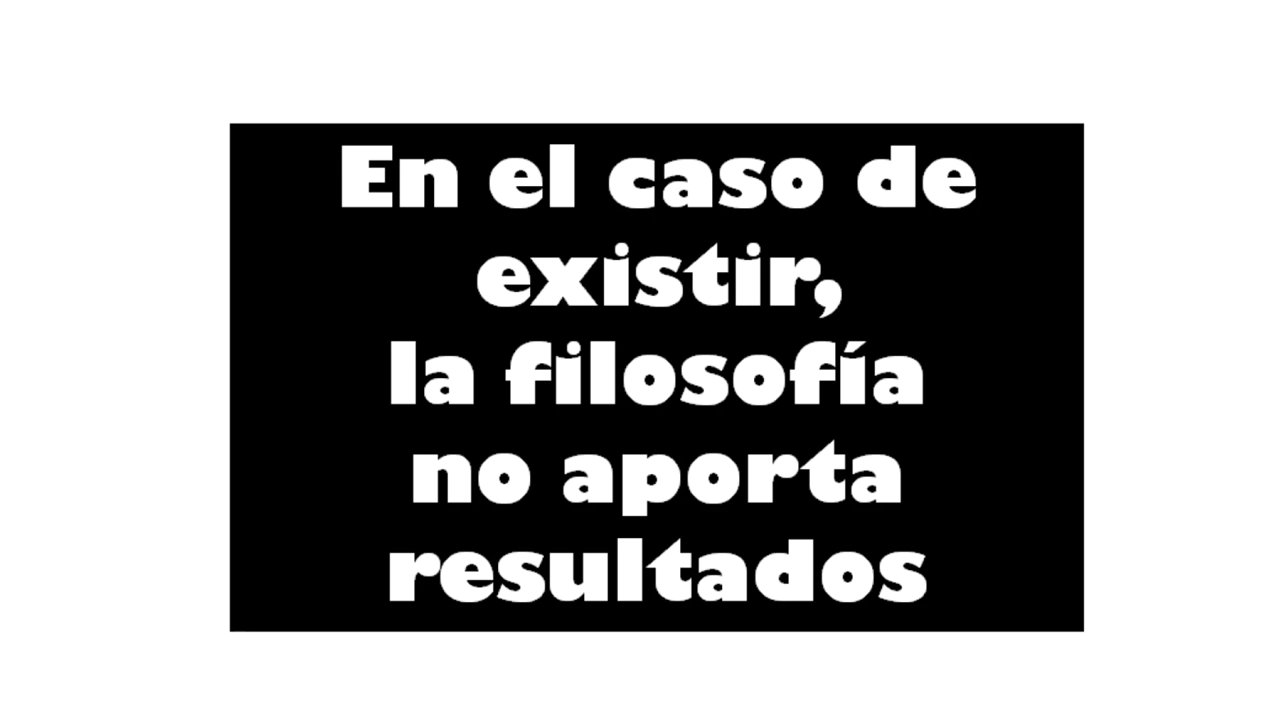 En el caso de
existir,
la filosofía
no aporta
resultados